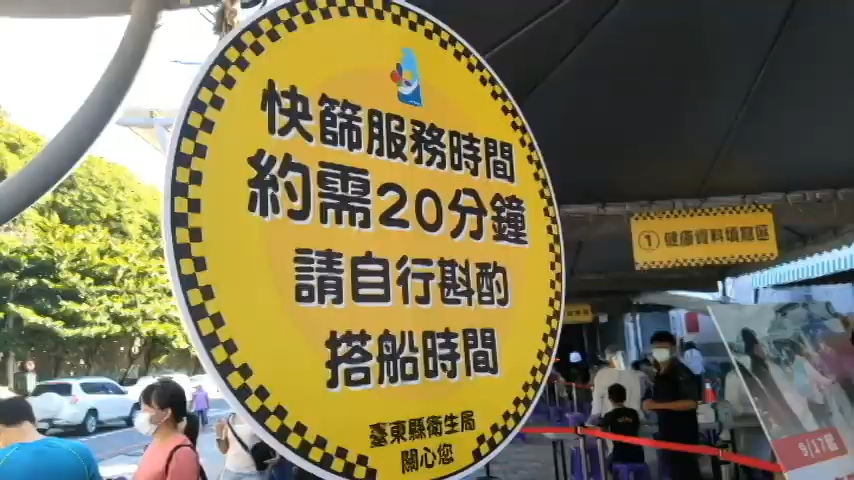 快篩服務時間
約需20分鐘
請自行斟酌
搭船時間
臺東縣衛生局
關心您
①健康資料填寫區
9/17起